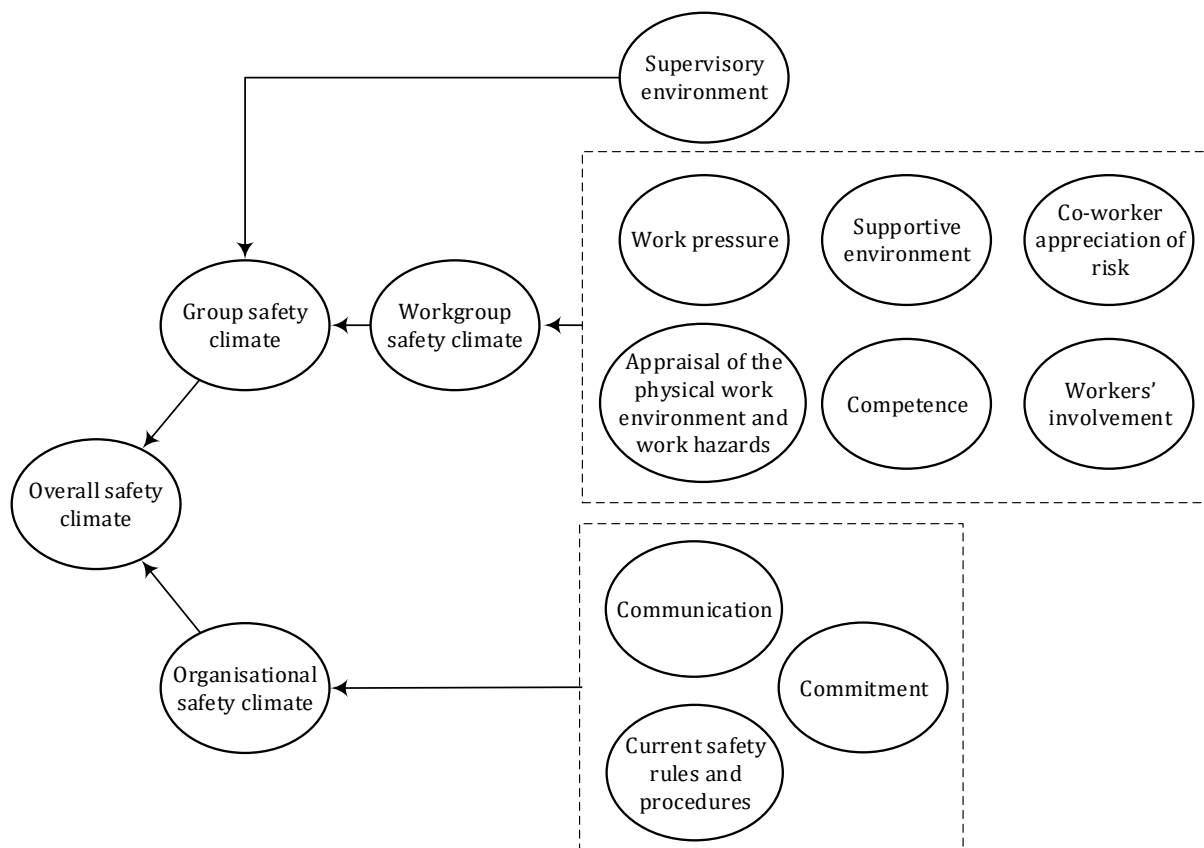 Supervisory
environment
Work pressure
Supportive
environment
Co-worker
appreciation of
risk
Group safety
climate
Workgroup
safety climate
Appraisal of the
physical work
environment and
work hazards
Competence
Workers’
involvement
Overall safety
climate
Communication
Organisational
safety climate
Commitment
Current safety
rules and
procedures